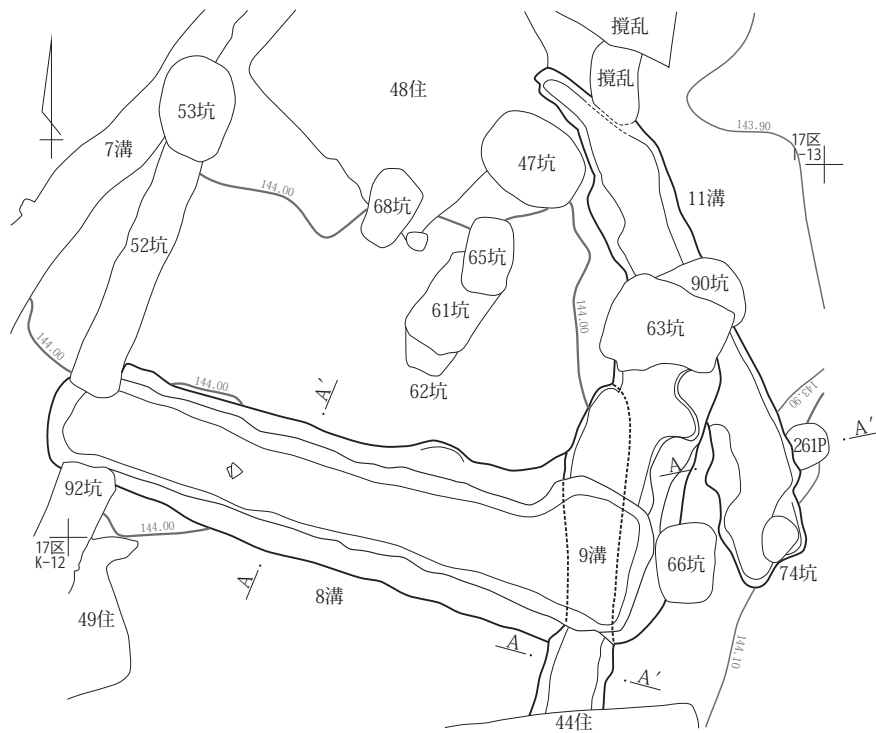 撹乱
撹乱
48住
53坑
143.90
17区
I-13
7溝
47坑
144.00
68坑
11溝
52坑
65坑
90坑
61坑
63坑
144.00
144.00
144.00
62坑
A'
143.90
A'
261P
92坑
A
144.00
17区
K-12
9溝
66坑
74坑
A
8溝
49住
A
144.10
A'
44住